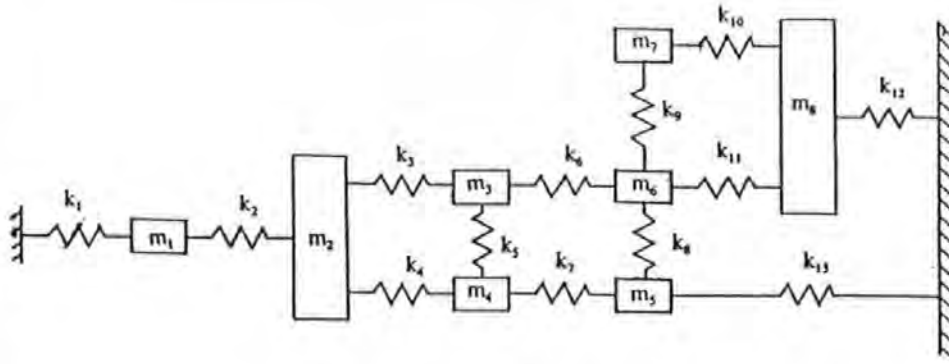 k₁₀
m₇
k₁₂
m₈
k₉
k₃
k₆
k₁₁
m₃
m₆
k₁
k₂
m₁
m₂
k₅
k₈
k₄
k₇
k₁₃
m₄
m₅